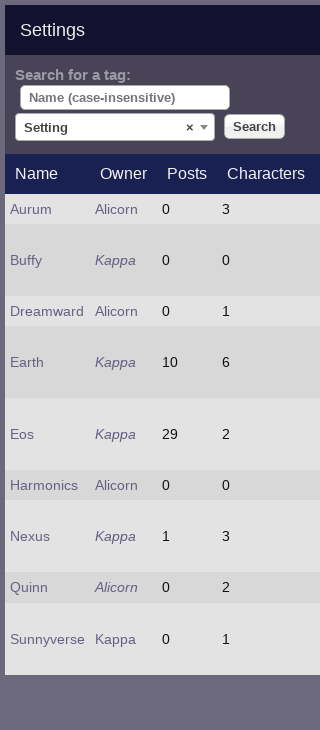 Settings
Search for a tag:
Name (case-insensitive)
Setting × Search
Name Owner Posts Characters
Aurum Alicorn 0 3
Buffy Kappa 0 0
Dreamward Alicorn 0 1
Earth Kappa 10 6
Eos Kappa 29 2
Harmonics Alicorn 0 0
Nexus Kappa 1 3
Quinn Alicorn 0 2
Sunnyverse Kappa 0 1